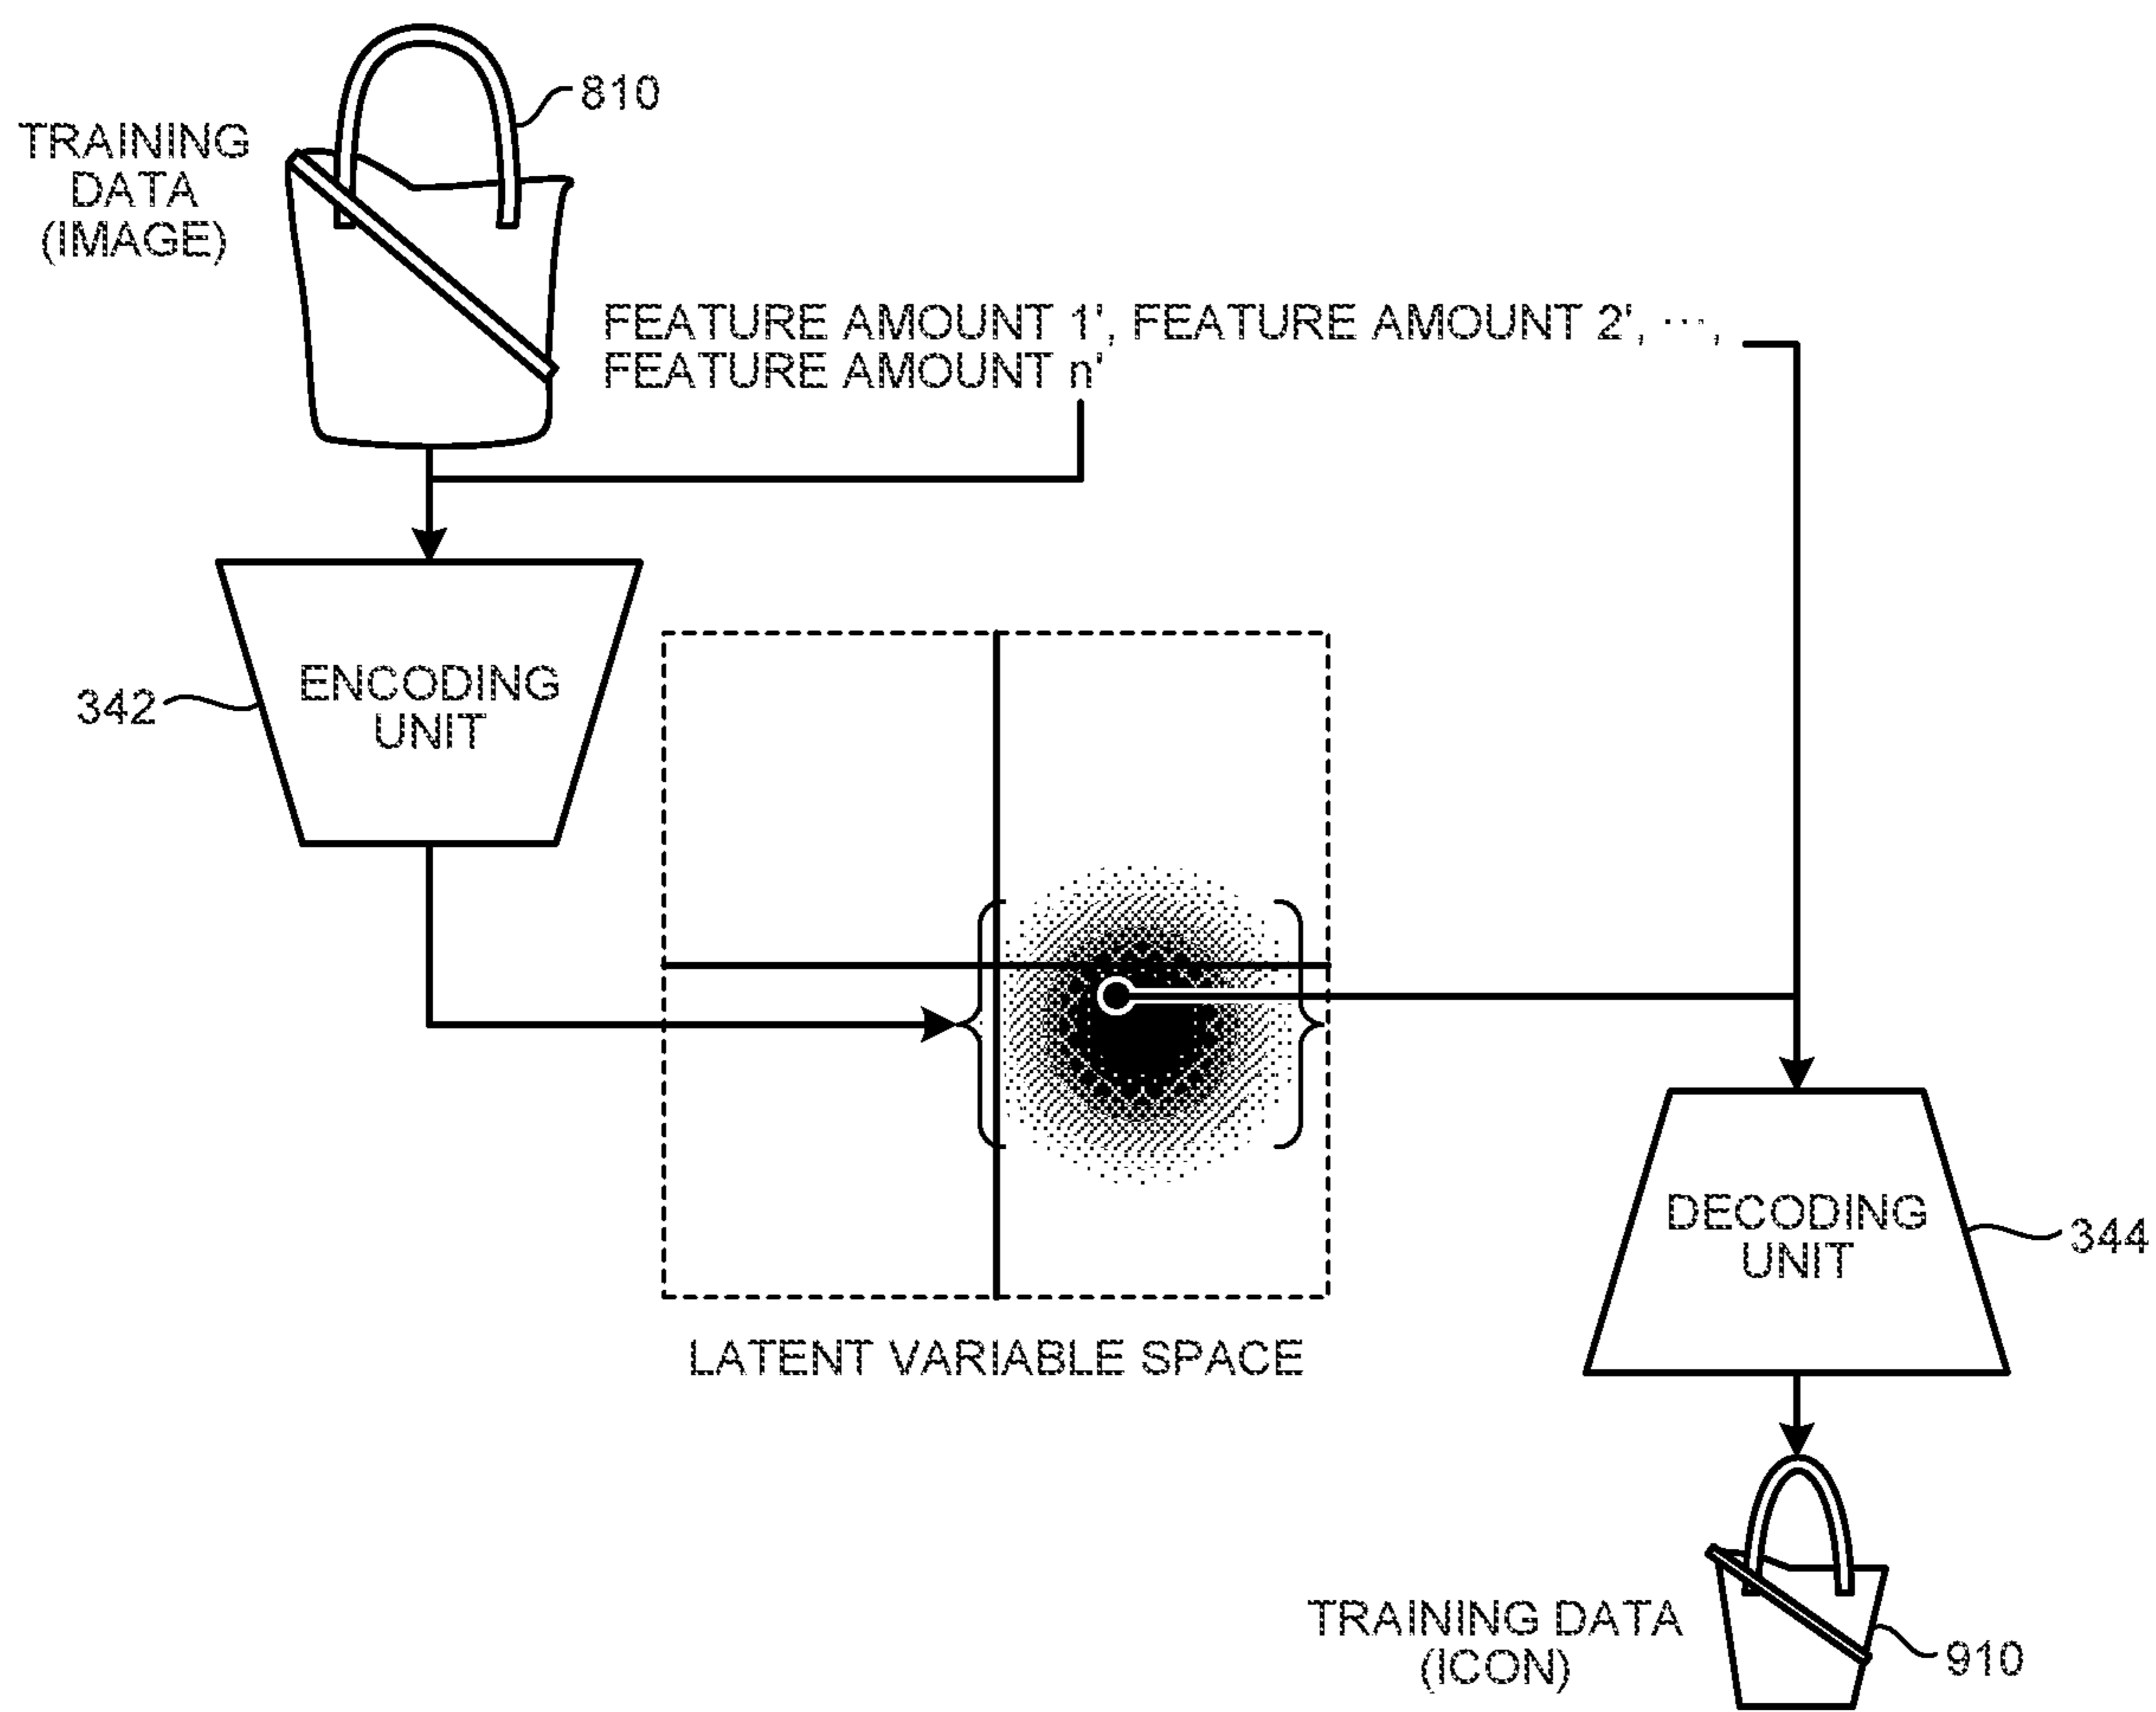 810
TRAINING
DATA
(IMAGE)
FEATURE AMOUNT 1', FEATURE AMOUNT 2', ···,
FEATURE AMOUNT n'
ENCODING
UNIT
342
LATENT VARIABLE SPACE
DECODING
UNIT
344
TRAINING DATA
(ICON)
910